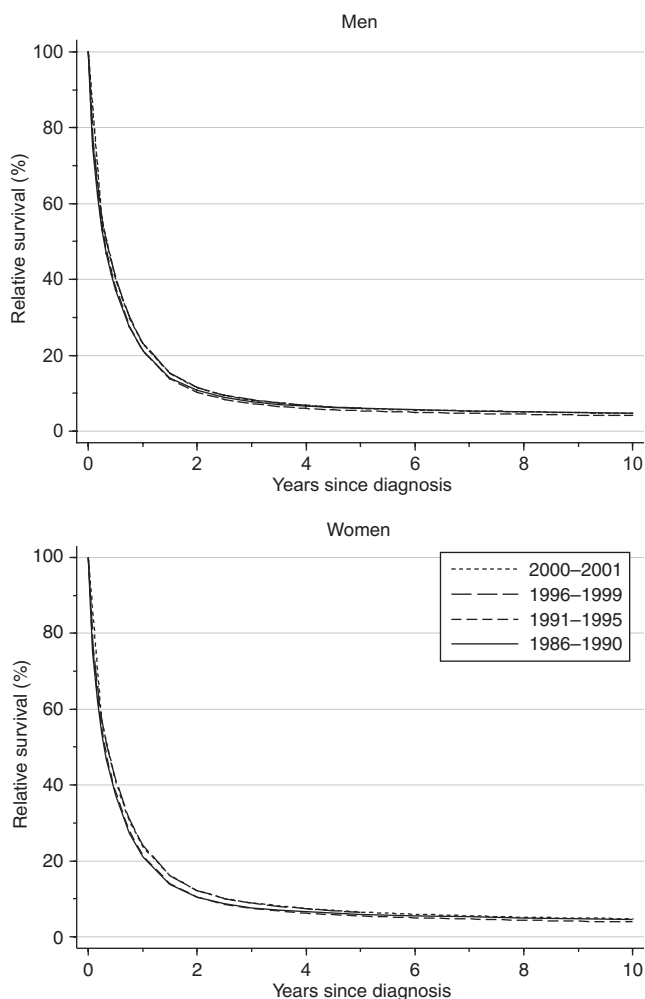 Men
100
80
60
40
20
0
Relative survival (%)
0 2 4 6 8 10
Years since diagnosis
Women
100
80
60
40
20
0
Relative survival (%)
2000–2001
1996–1999
1991–1995
1986–1990
0 2 4 6 8 10
Years since diagnosis